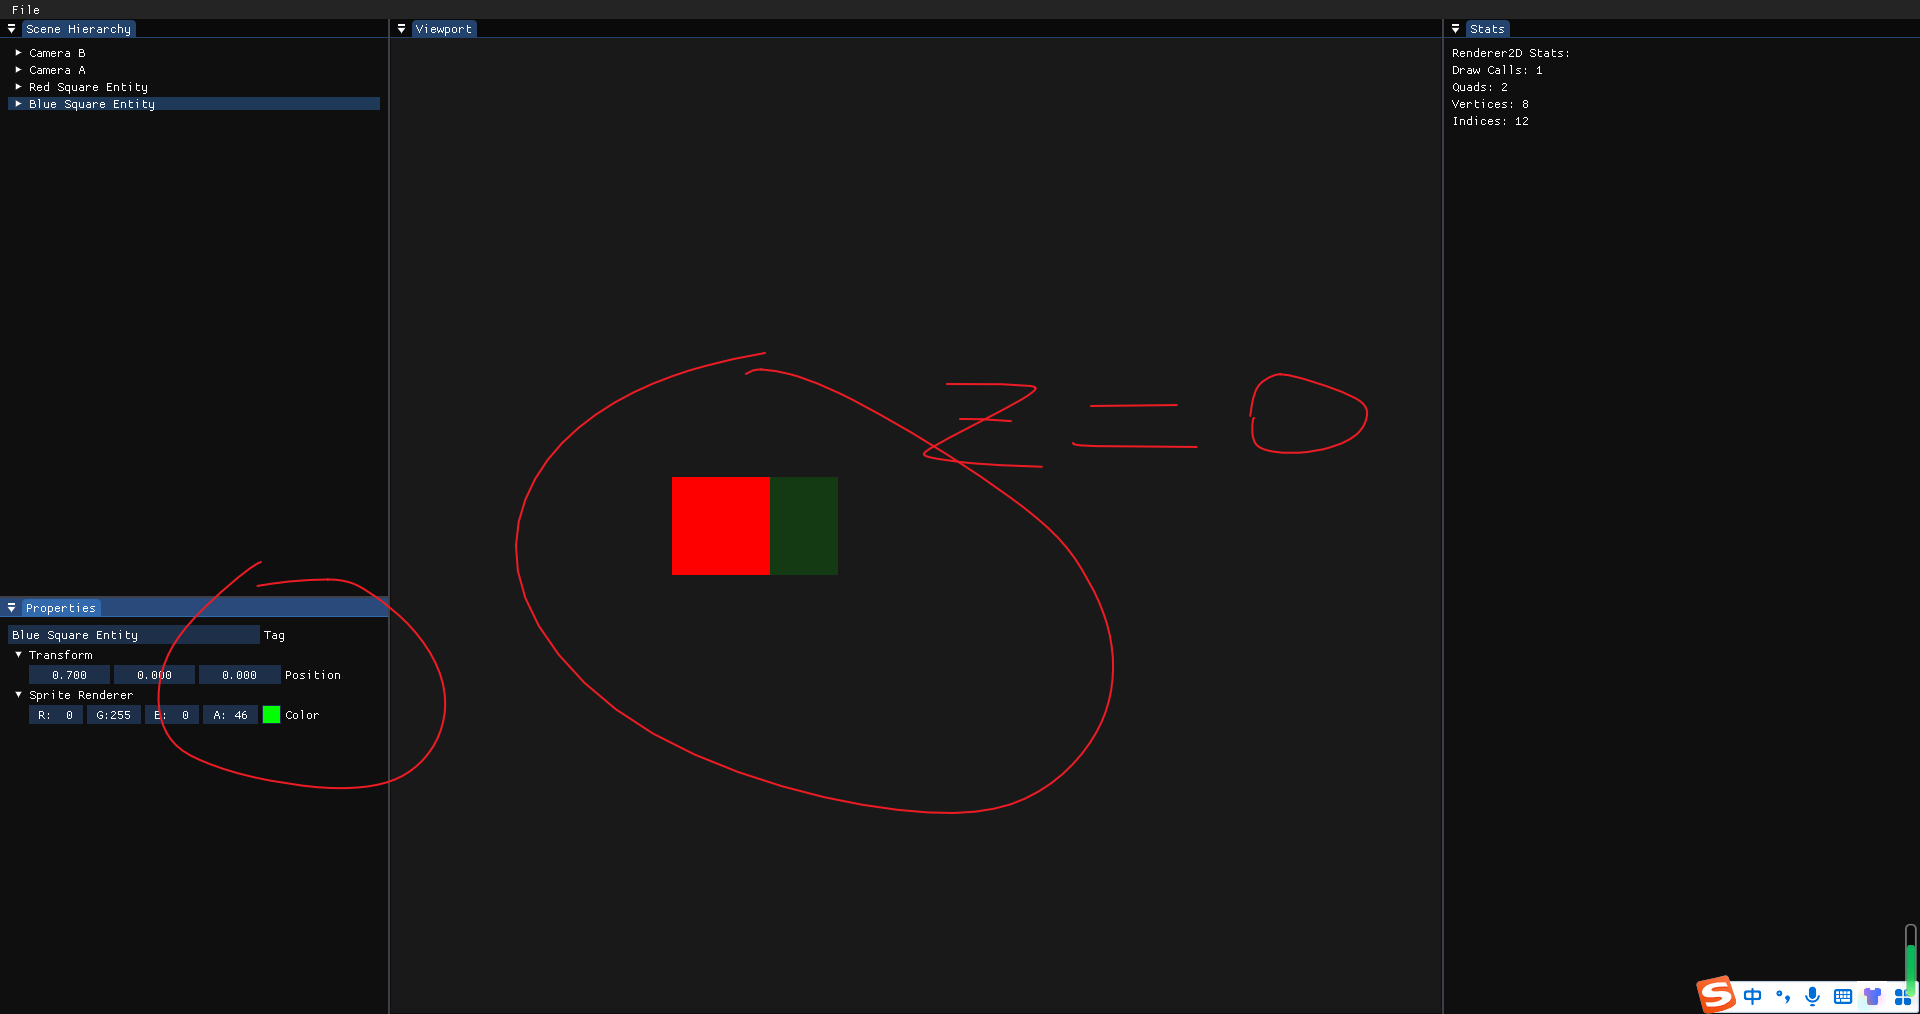 File
Scene Hierarchy
Camera B
Camera A
Red Square Entity
Blue Square Entity
Viewport
Z = 0
Stats
Renderer2D Stats:
Draw Calls: 1
Quads: 2
Vertices: 8
Indices: 12
Properties
Blue Square Entity Tag
Transform
0.700 0.000 0.000 Position
Sprite Renderer
R: 0 G:255 B: 0 A: 46 Color
S 中 °,